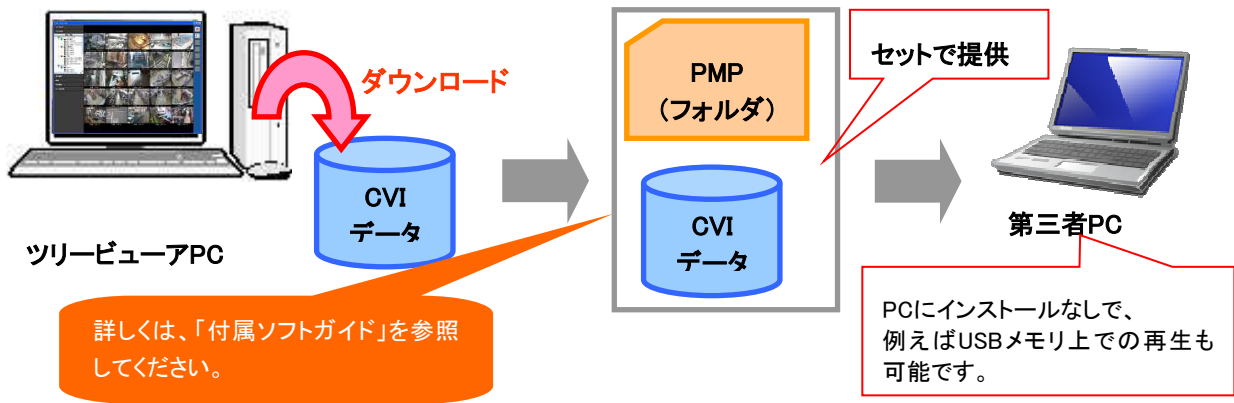 ダウンロード
CVI
データ
ツリービューアPC
詳しくは、「付属ソフトガイド」を参照
してください。
PMP
(フォルダ)
CVI
データ
セットで提供
第三者PC
PCにインストールなしで、
例えばUSBメモリ上での再生も
可能です。